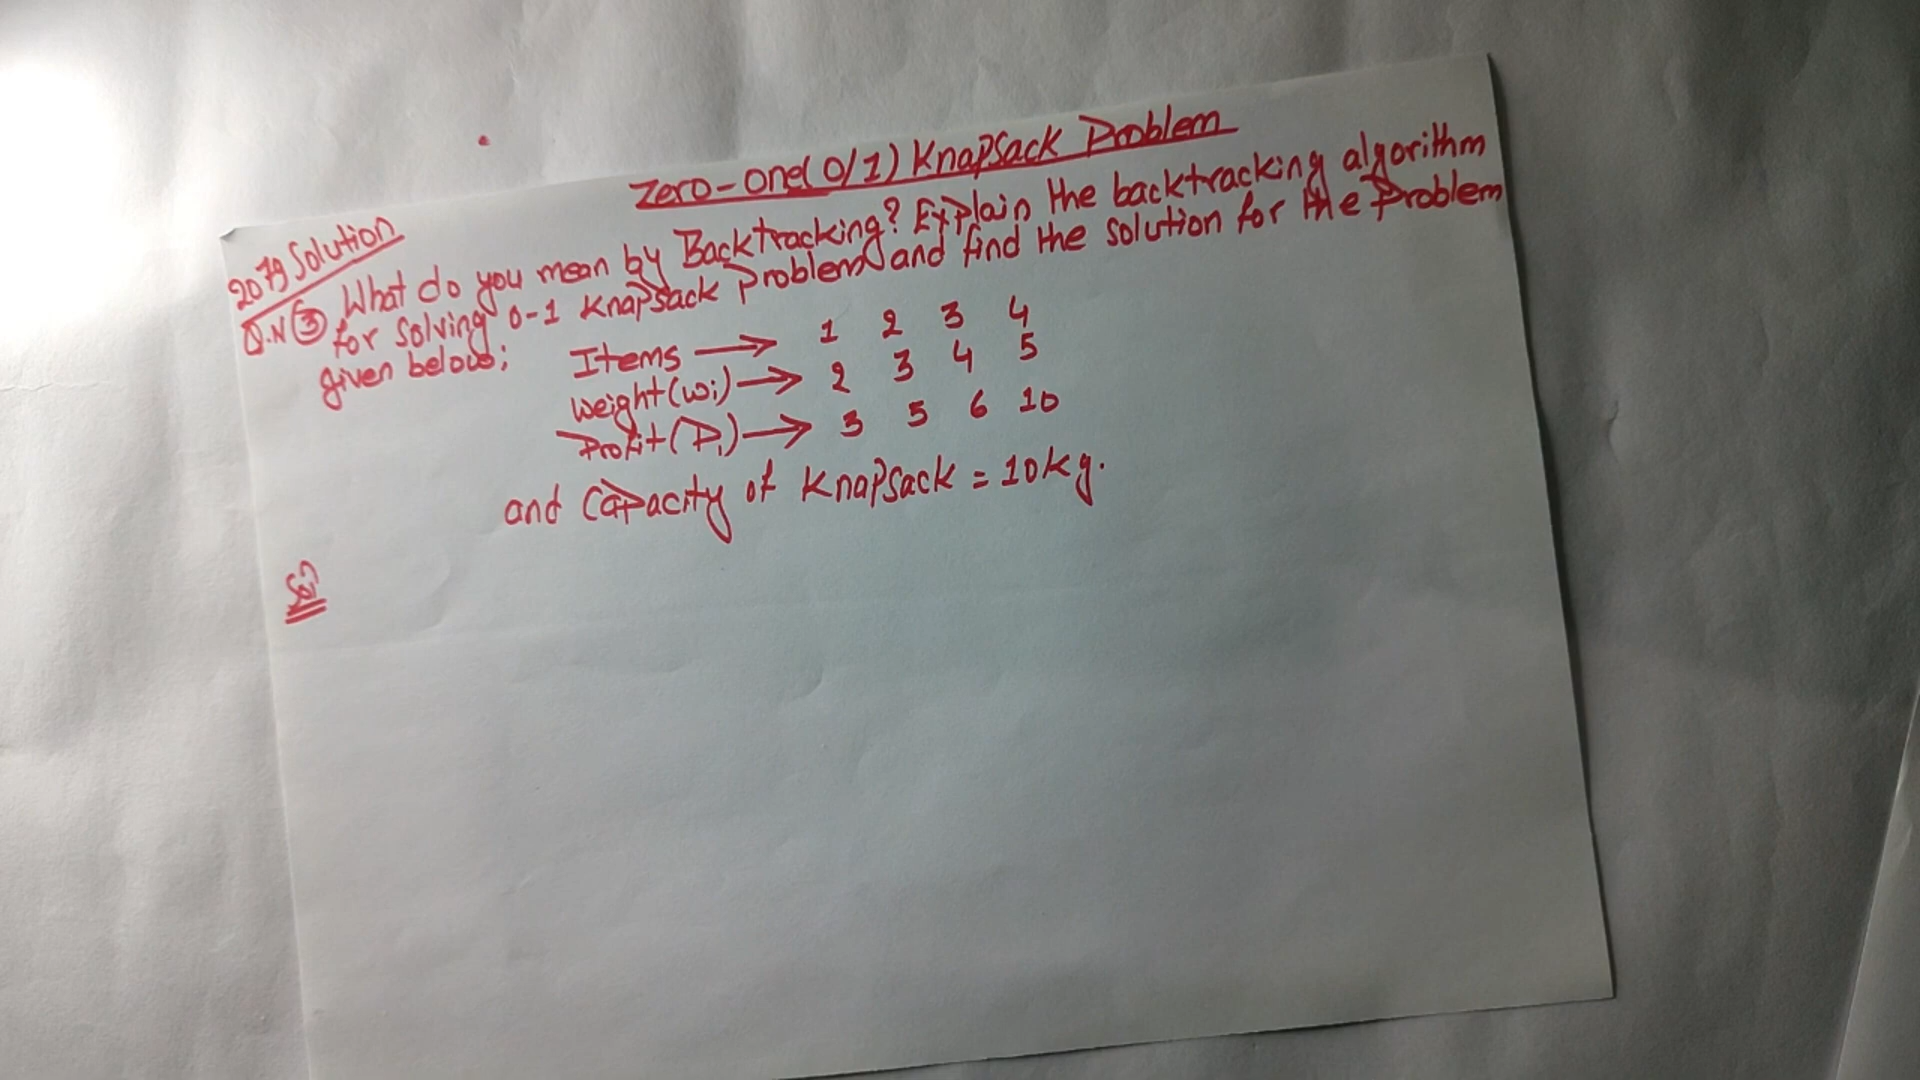 Zero-one(0/1) Knapsack Problem
2079 Solution
Q.N ③ What do you mean by Backtracking? Explain the backtracking algorithm
for solving 0-1 Knapsack Problem and find the solution for the Problem
given below;
Items → 1 2 3 4
Weight(wi) → 2 3 4 5
Profit(Pi) → 3 5 6 10
and Capacity of Knapsack = 10kg.
Sol